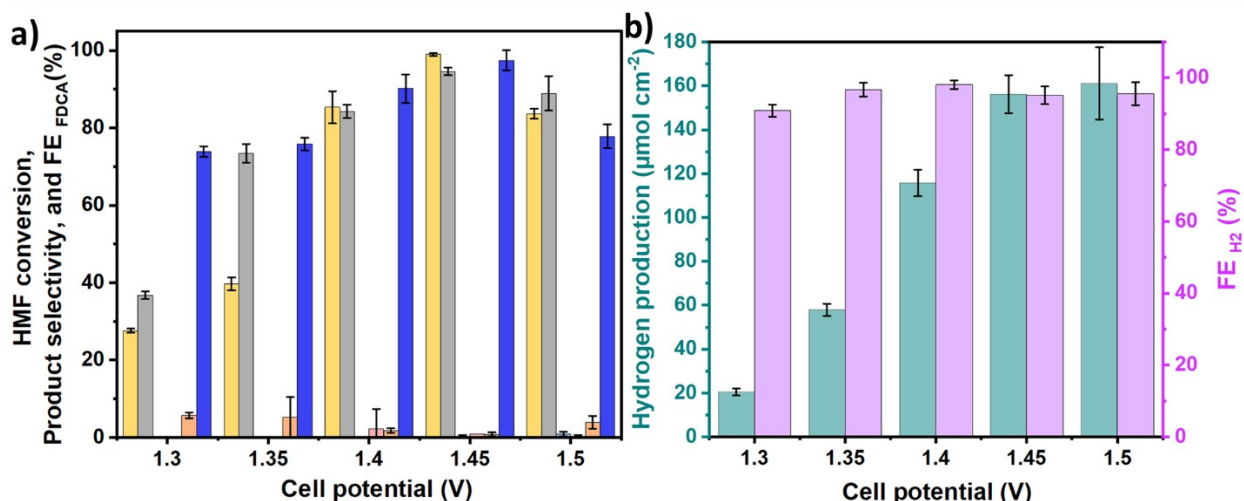 a)
HMF conversion,
Product selectivity, and FE FDCA(%)
100
80
60
40
20
0
1.3 1.35 1.4 1.45 1.5
Cell potential (V)
b)
Hydrogen production (µmol cm⁻²)
180
160
140
120
100
80
60
40
20
0
1.3 1.35 1.4 1.45 1.5
Cell potential (V)
100
80
60
40
20
0
FE H2 (%)